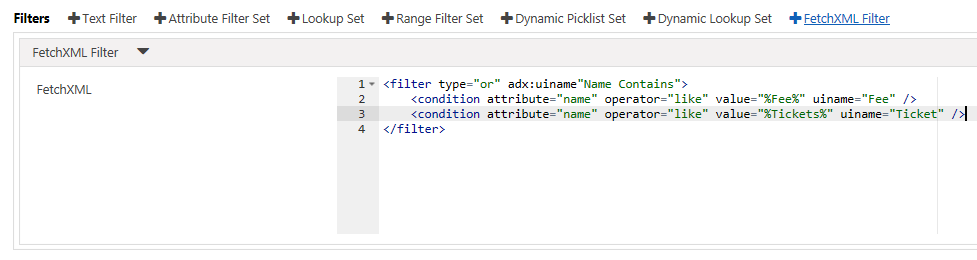 Filters +Text Filter +Attribute Filter Set +Lookup Set +Range Filter Set +Dynamic Picklist Set +Dynamic Lookup Set +FetchXML Filter
FetchXML Filter
FetchXML
1 <filter type="or" adx:uiname"Name Contains">
2 <condition attribute="name" operator="like" value="%Fee%" uiname="Fee" />
3 <condition attribute="name" operator="like" value="%Tickets%" uiname="Ticket" />
4 </filter>